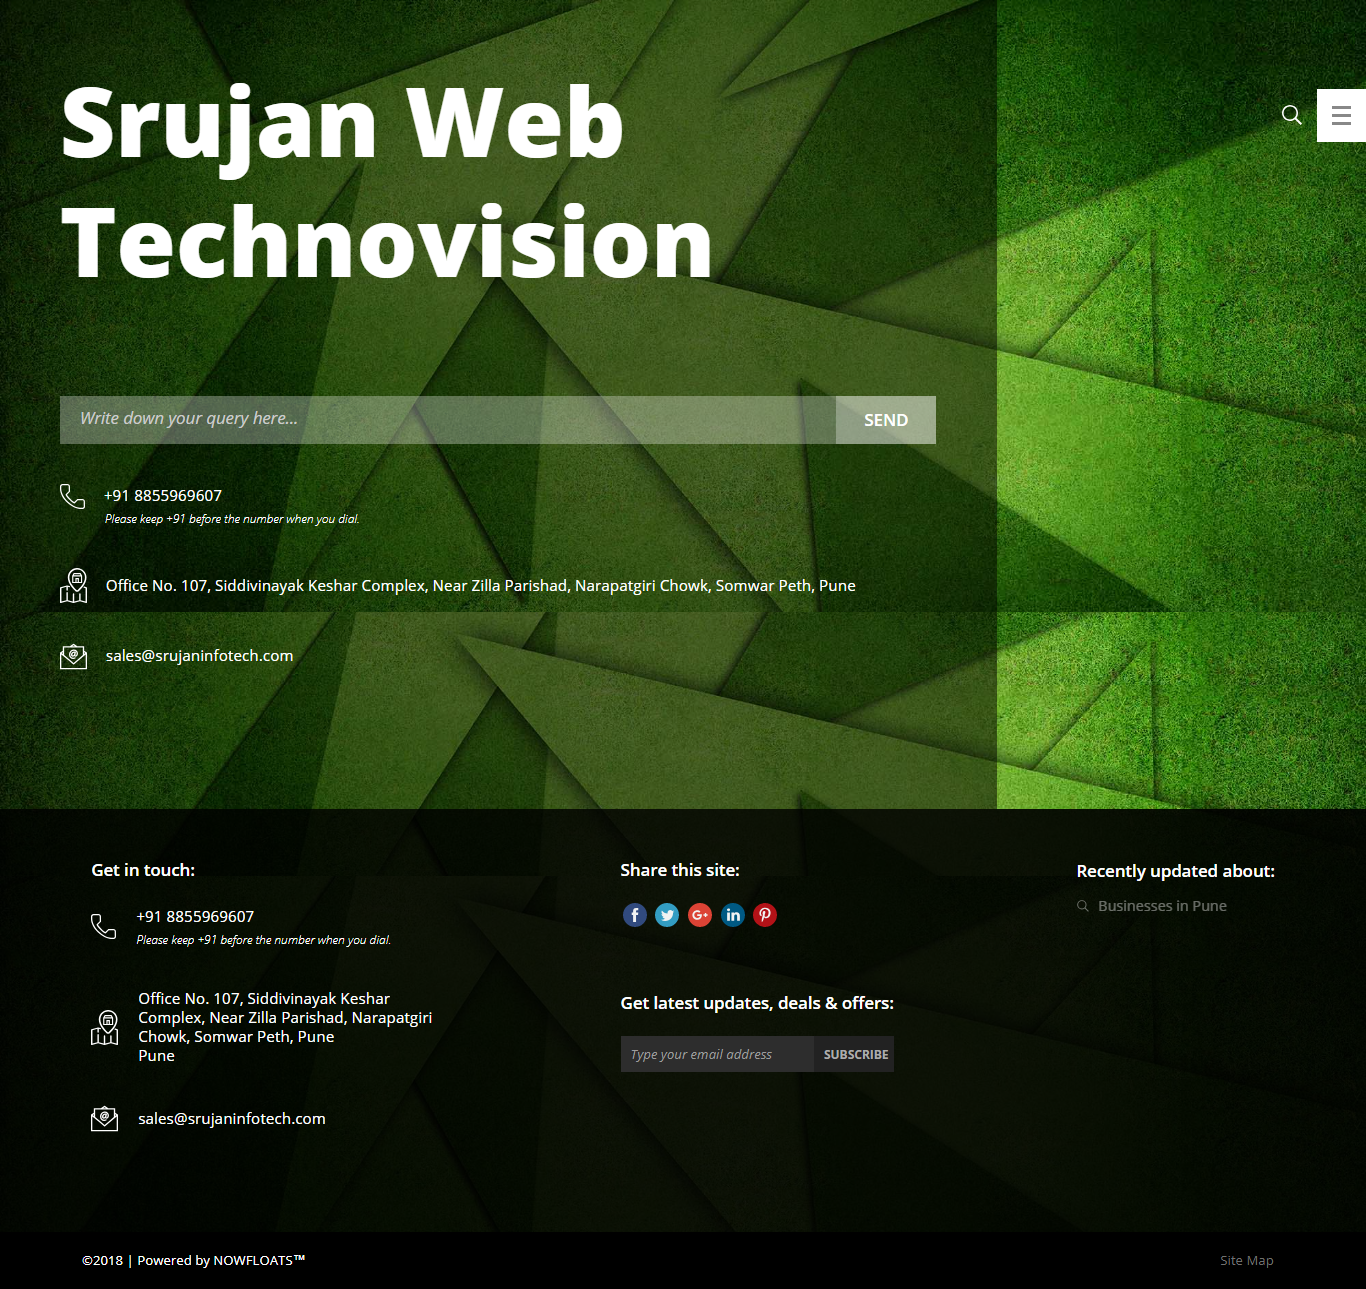 Srujan Web
Technovision
Write down your query here...
SEND
+91 8855969607
Please keep +91 before the number when you dial.
Office No. 107, Siddivinayak Keshar Complex, Near Zilla Parishad, Narapatgiri Chowk, Somwar Peth, Pune
sales@srujaninfotech.com
Get in touch:
+91 8855969607
Please keep +91 before the number when you dial.
Office No. 107, Siddivinayak Keshar
Complex, Near Zilla Parishad, Narapatgiri
Chowk, Somwar Peth, Pune
Pune
sales@srujaninfotech.com
Share this site:
Get latest updates, deals & offers:
Type your email address
SUBSCRIBE
Recently updated about:
Businesses in Pune
©2018 | Powered by NOWFLOATS™
Site Map